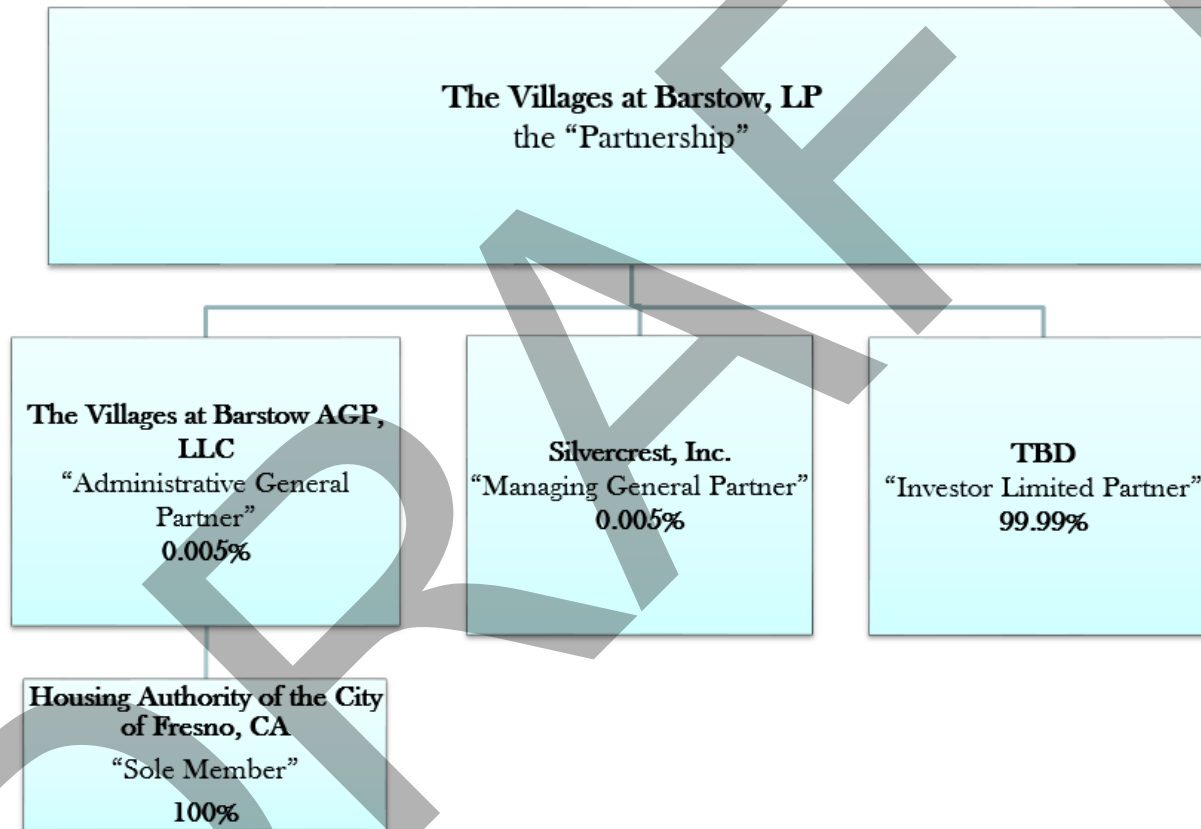 The Villages at Barstow, LP
the “Partnership”
The Villages at Barstow AGP,
LLC
“Administrative General
Partner”
0.005%
Silvercrest, Inc.
“Managing General Partner”
0.005%
TBD
“Investor Limited Partner”
99.99%
Housing Authority of the City
of Fresno, CA
“Sole Member”
100%
DRAF